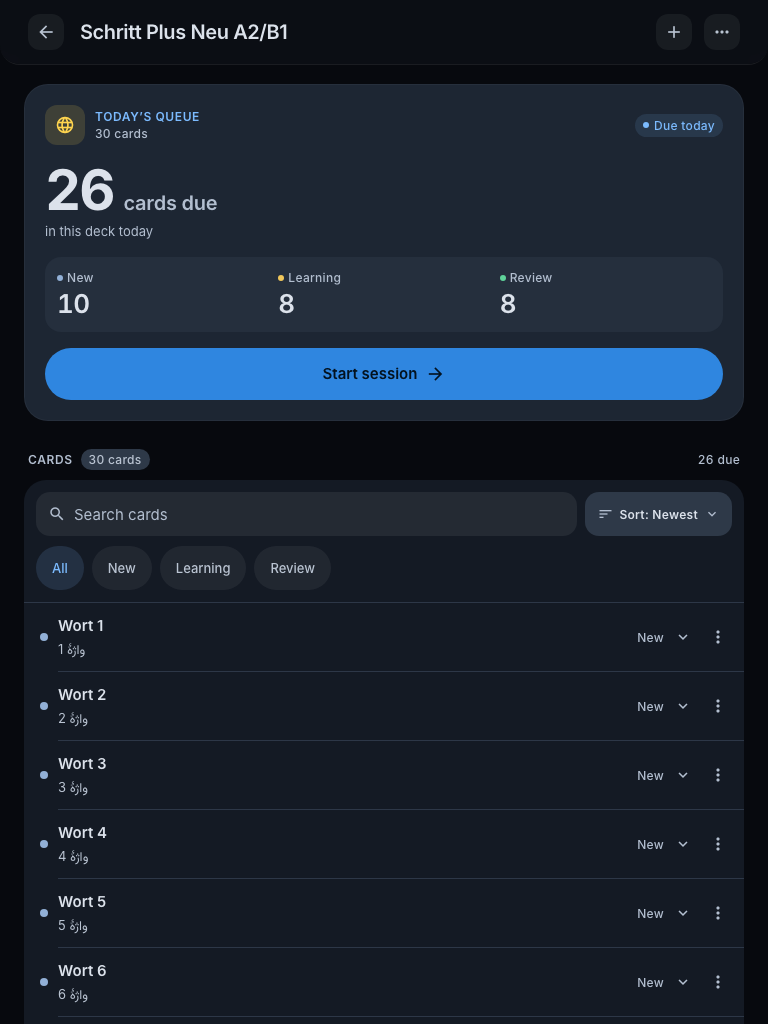 Schritt Plus Neu A2/B1
TODAY'S QUEUE
30 cards
Due today
26 cards due
in this deck today
New
10
Learning
8
Review
8
Start session
CARDS 30 cards
26 due
Search cards
Sort: Newest
All
New
Learning
Review
Wort 1
واژهٔ 1
New
Wort 2
واژهٔ 2
New
Wort 3
واژهٔ 3
New
Wort 4
واژهٔ 4
New
Wort 5
واژهٔ 5
New
Wort 6
واژهٔ 6
New